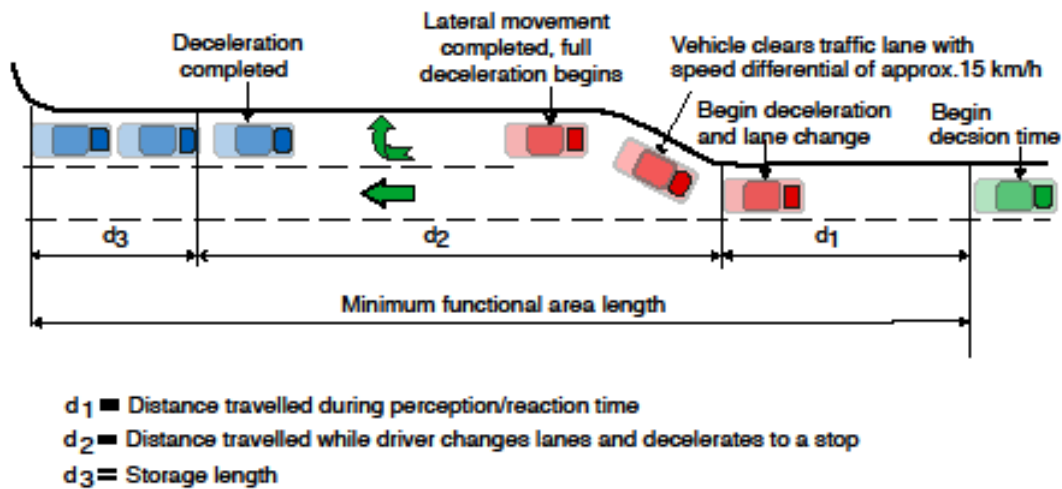 Deceleration
completed
Lateral movement
completed, full
deceleration begins
Vehicle clears traffic lane with
speed differential of approx.15 km/h
Begin deceleration
and lane change
Begin
decsion time
d3
d2
d1
Minimum functional area length
d1 = Distance travelled during perception/reaction time
d2= Distance travelled while driver changes lanes and decelerates to a stop
d3= Storage length